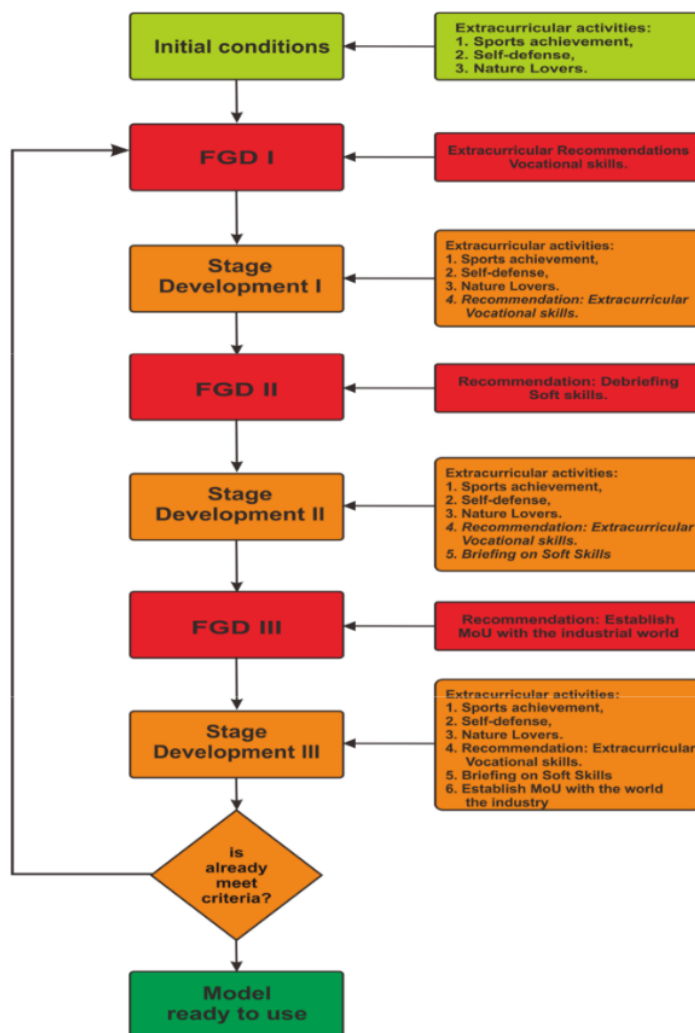 Initial conditions
Extracurricular activities:
1. Sports achievement,
2. Self-defense,
3. Nature Lovers.
FGD I
Extracurricular Recommendations
Vocational skills.
Stage
Development I
Extracurricular activities:
1. Sports achievement,
2. Self-defense,
3. Nature Lovers.
4. Recommendation: Extracurricular
Vocational skills.
FGD II
Recommendation: Debriefing
Soft skills.
Stage
Development II
Extracurricular activities:
1. Sports achievement,
2. Self-defense,
3. Nature Lovers.
4. Recommendation: Extracurricular
Vocational skills.
5. Briefing on Soft Skills
FGD III
Recommendation: Establish
MoU with the industrial world
Stage
Development III
Extracurricular activities:
1. Sports achievement,
2. Self-defense,
3. Nature Lovers.
4. Recommendation: Extracurricular
Vocational skills.
5. Briefing on Soft Skills
6. Establish MoU with the world
the industry
is
already
meet
criteria?
Model
ready to use